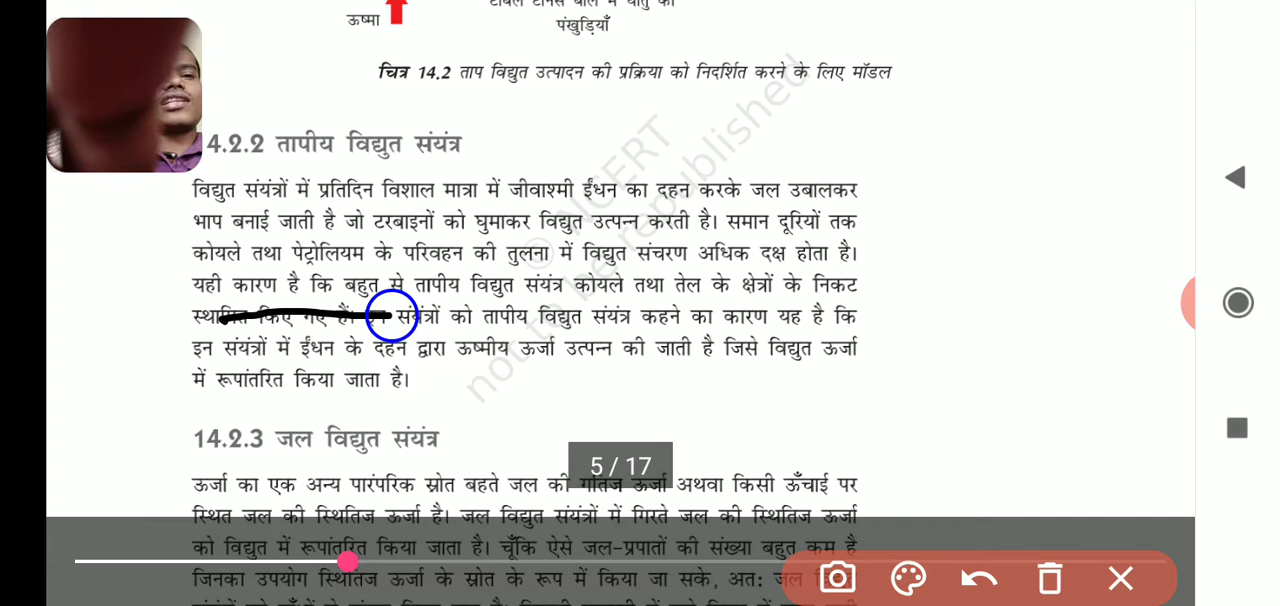 ऊष्मा
पंखुड़ियाँ
चित्र 14.2 ताप विद्युत उत्पादन की प्रक्रिया को निदर्शित करने के लिए मॉडल
4.2.2 तापीय विद्युत संयंत्र
विद्युत संयंत्रों में प्रतिदिन विशाल मात्रा में जीवाश्मी ईंधन का दहन करके जल उबालकर
भाप बनाई जाती है जो टरबाइनों को घुमाकर विद्युत उत्पन्न करती है। समान दूरियों तक
कोयले तथा पेट्रोलियम के परिवहन की तुलना में विद्युत संचरण अधिक दक्ष होता है।
यही कारण है कि बहुत से तापीय विद्युत संयंत्र कोयले तथा तेल के क्षेत्रों के निकट
स्थापित किए गए हैं। इन संयंत्रों को तापीय विद्युत संयंत्र कहने का कारण यह है कि
इन संयंत्रों में ईंधन के दहन द्वारा ऊष्मीय ऊर्जा उत्पन्न की जाती है जिसे विद्युत ऊर्जा
में रूपांतरित किया जाता है।
© NCERT
not to be republished
14.2.3 जल विद्युत संयंत्र
5 / 17
ऊर्जा का एक अन्य पारंपरिक स्रोत बहते जल की गतिज ऊर्जा अथवा किसी ऊँचाई पर
स्थित जल की स्थितिज ऊर्जा है। जल विद्युत संयंत्रों में गिरते जल की स्थितिज ऊर्जा
को विद्युत में रूपांतरित किया जाता है। चूँकि ऐसे जल-प्रपातों की संख्या बहुत कम है
जिनका उपयोग स्थितिज ऊर्जा के स्रोत के रूप में किया जा सके, अत: जल